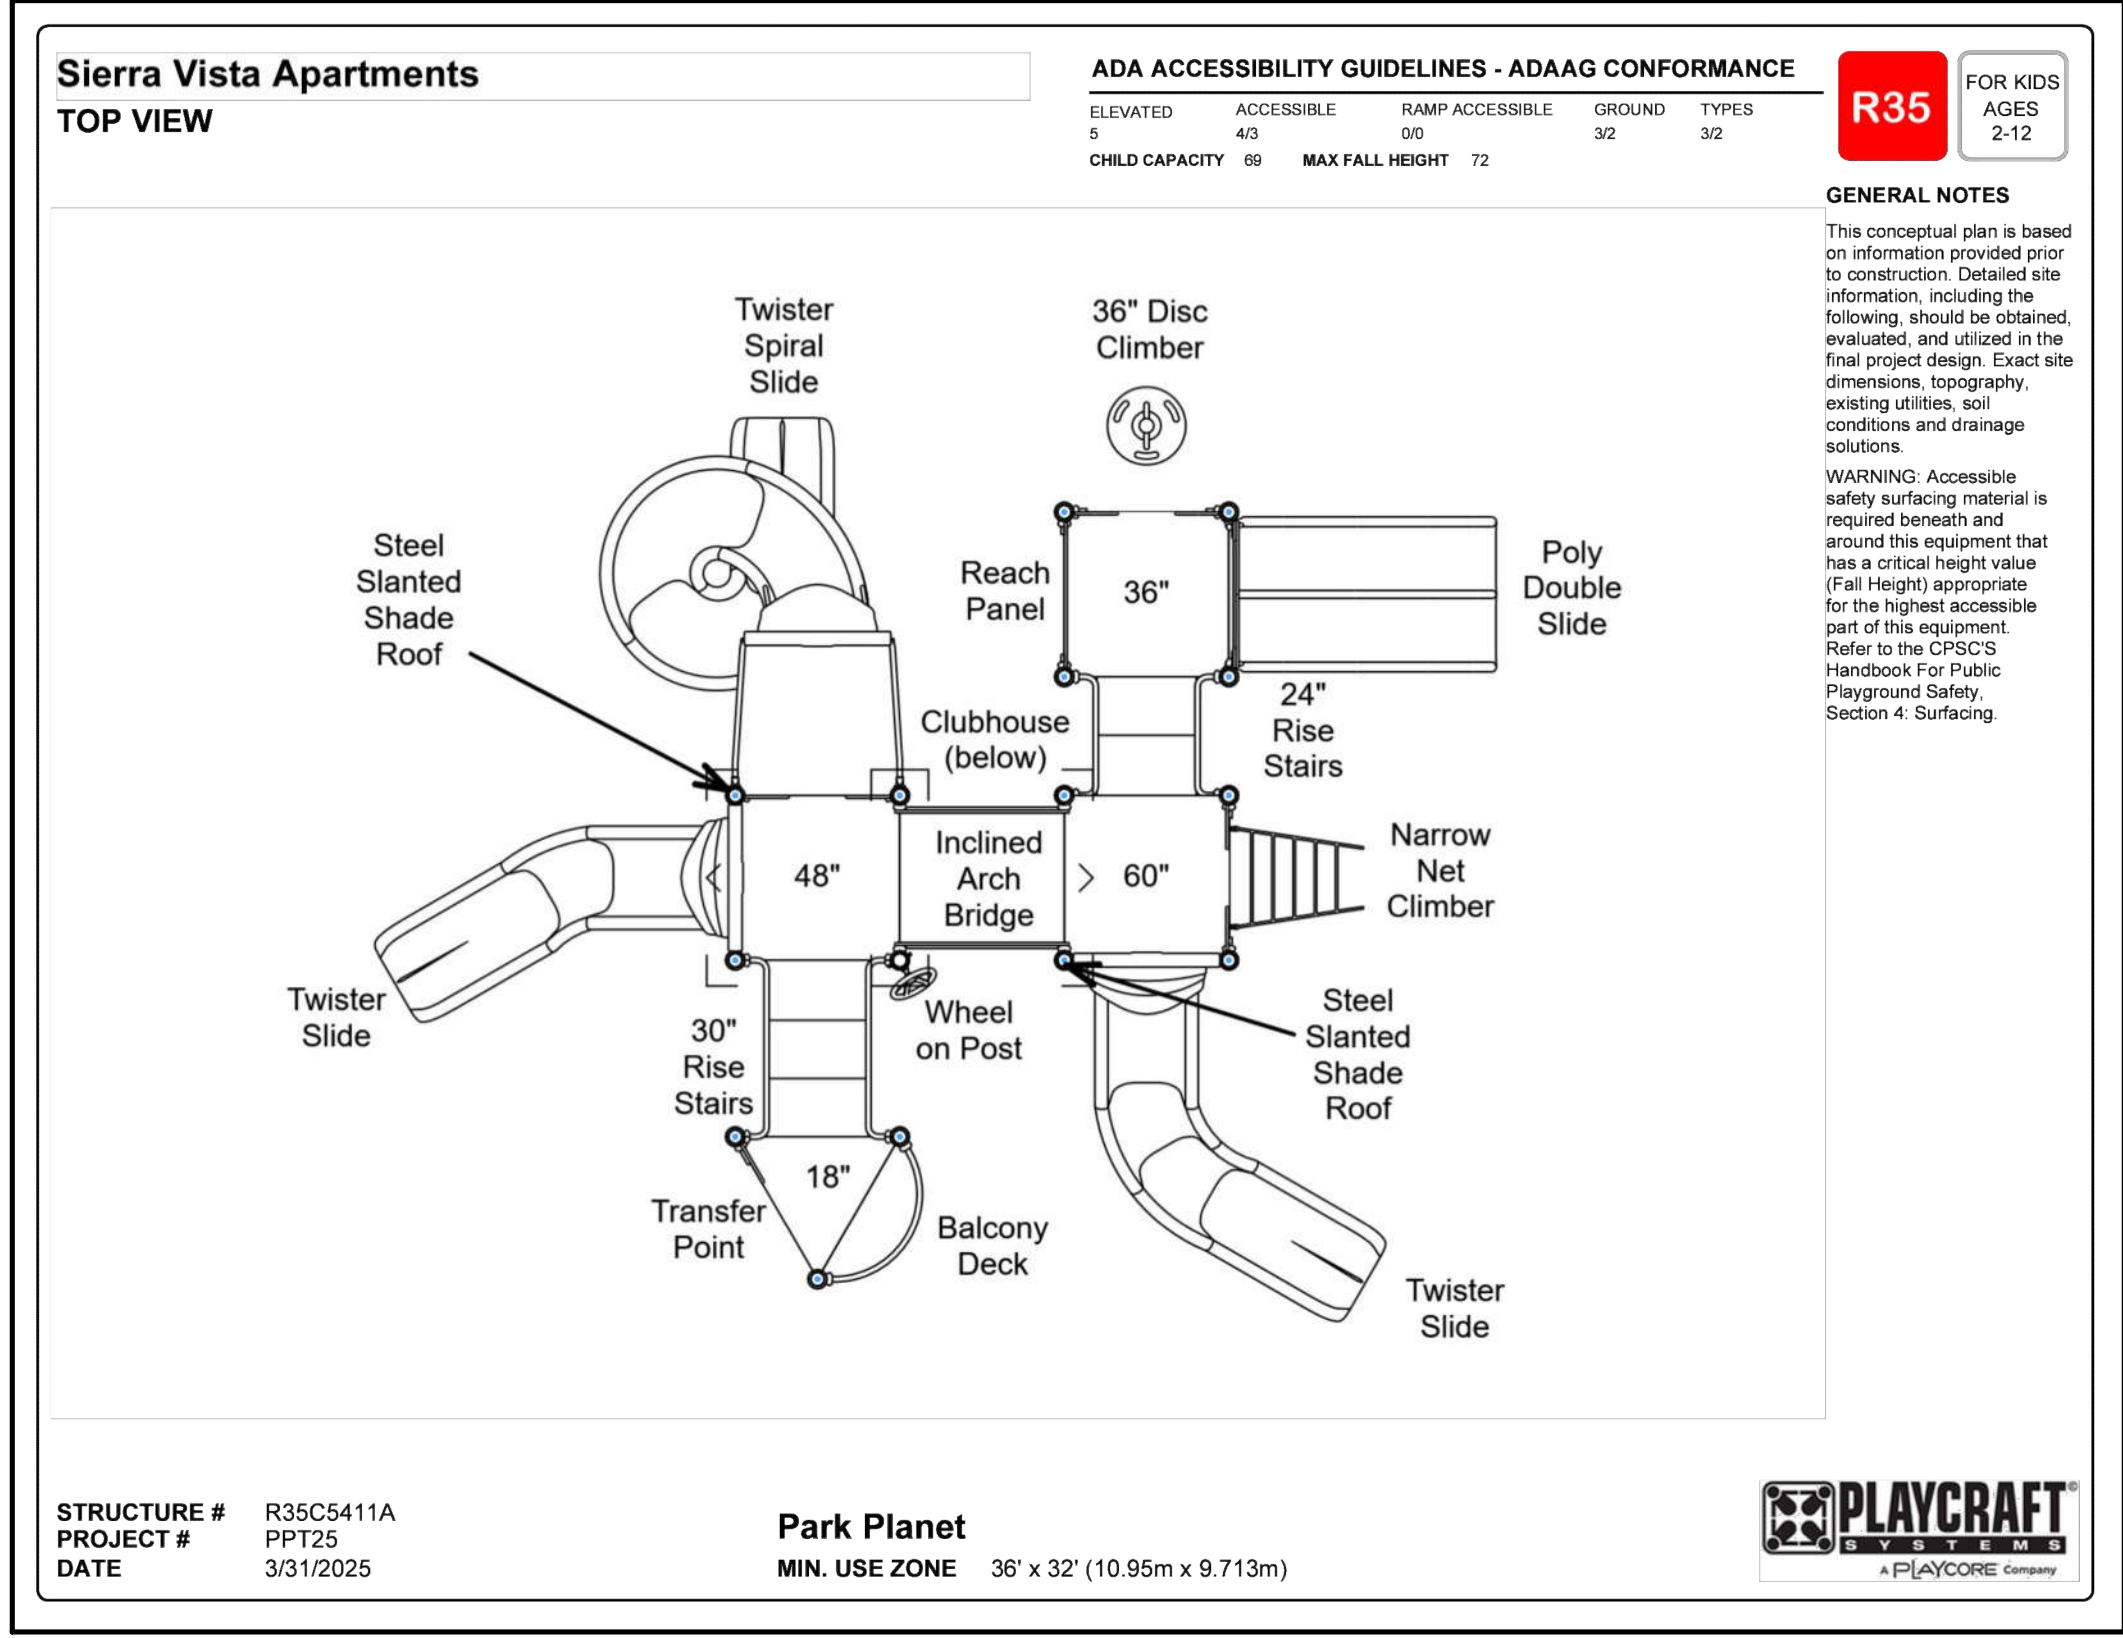 Sierra Vista Apartments
TOP VIEW
ADA ACCESSIBILITY GUIDELINES - ADAAG CONFORMANCE
ELEVATED ACCESSIBLE RAMP ACCESSIBLE GROUND TYPES
5 4/3 0/0 3/2 3/2
CHILD CAPACITY 69 MAX FALL HEIGHT 72
R35
FOR KIDS
AGES
2-12
GENERAL NOTES
This conceptual plan is based
on information provided prior
to construction. Detailed site
information, including the
following, should be obtained,
evaluated, and utilized in the
final project design. Exact site
dimensions, topography,
existing utilities, soil
conditions and drainage
solutions.
WARNING: Accessible
safety surfacing material is
required beneath and
around this equipment that
has a critical height value
(Fall Height) appropriate
for the highest accessible
part of this equipment.
Refer to the CPSC'S
Handbook For Public
Playground Safety,
Section 4: Surfacing.
Twister
Spiral
Slide
36" Disc
Climber
Steel
Slanted
Shade
Roof
Reach
Panel
36"
Poly
Double
Slide
24"
Rise
Stairs
Clubhouse
(below)
48"
Inclined
Arch
Bridge
60"
Narrow
Net
Climber
Twister
Slide
30"
Rise
Stairs
Wheel
on Post
Steel
Slanted
Shade
Roof
18"
Transfer
Point
Balcony
Deck
Twister
Slide
STRUCTURE # R35C5411A
PROJECT # PPT25
DATE 3/31/2025
Park Planet
MIN. USE ZONE 36' x 32' (10.95m x 9.713m)
PLAYCRAFT©
SYSTEMS
A PLAYCORE Company